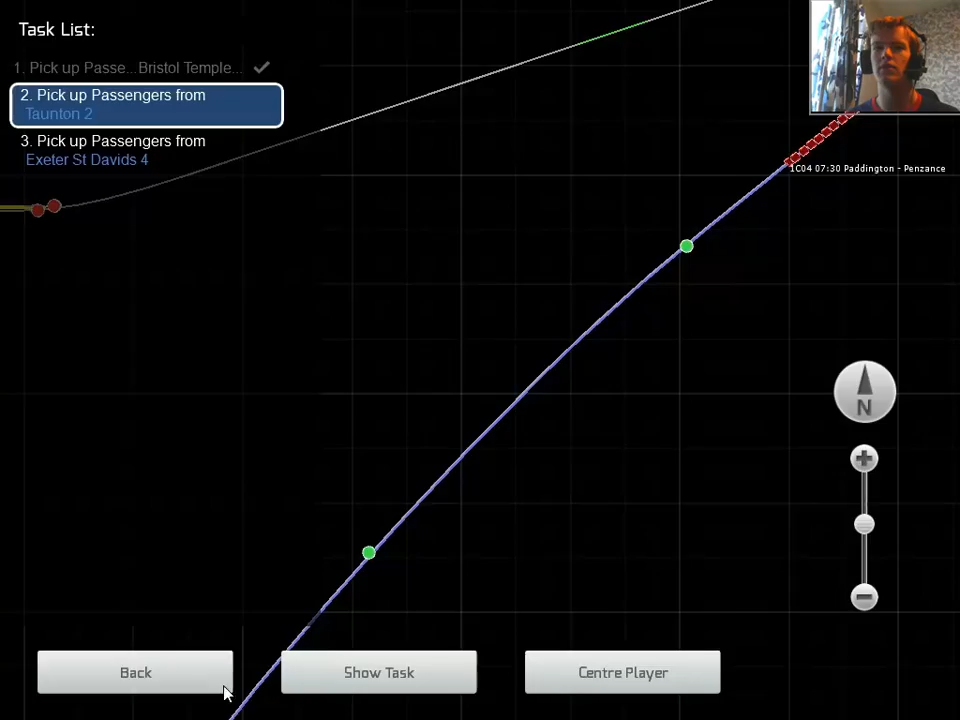 Task List:
1. Pick up Passe...Bristol Temple...
2. Pick up Passengers from
Taunton 2
3. Pick up Passengers from
Exeter St Davids 4
1C04 07:30 Paddington - Penzance
N
Back
Show Task
Centre Player